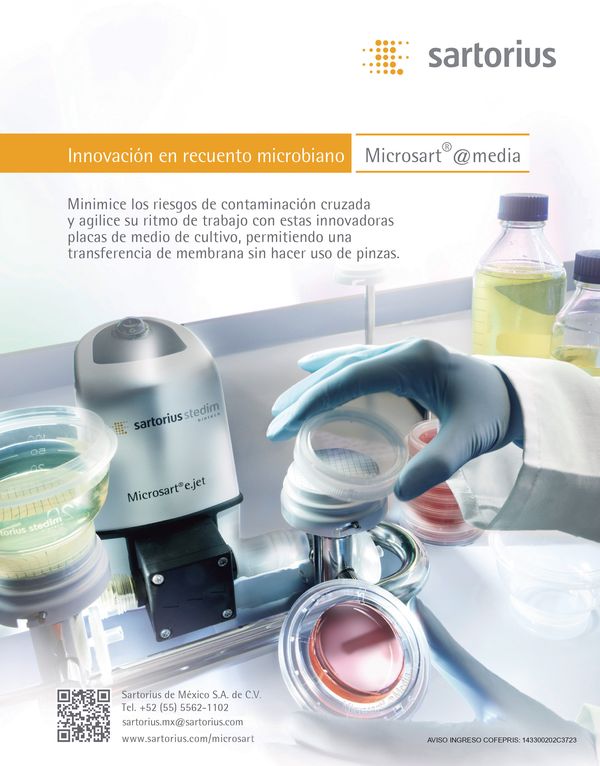 sartorius
Innovación en recuento microbiano
Microsart®@media
Minimice los riesgos de contaminación cruzada
y agilice su ritmo de trabajo con estas innovadoras
placas de medio de cultivo, permitiendo una
transferencia de membrana sin hacer uso de pinzas.
sartorius stedim
biotech
Microsart® e.jet
Sartorius de México S.A. de C.V.
Tel. +52 (55) 5562-1102
sartorius.mx@sartorius.com
www.sartorius.com/microsart
AVISO INGRESO COFEPRIS: 143300202C3723